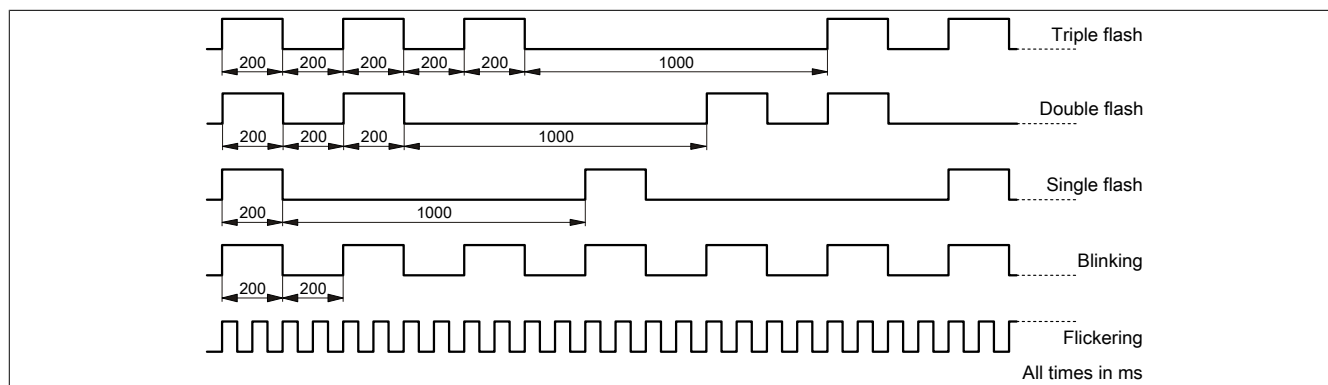 Triple flash
200 200 200 200 200 1000
Double flash
200 200 200 1000
Single flash
200 1000
Blinking
200 200
Flickering
All times in ms